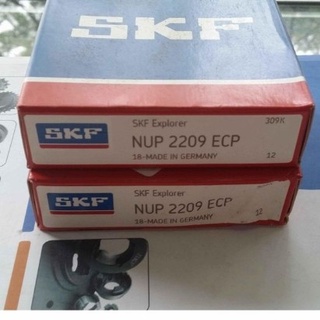 SKF
SKF Explorer 309K
SKF NUP 2209 ECP
18-MADE IN GERMANY 12
SKF Explorer
SKF NUP 2209 ECP
18-MADE IN GERMANY